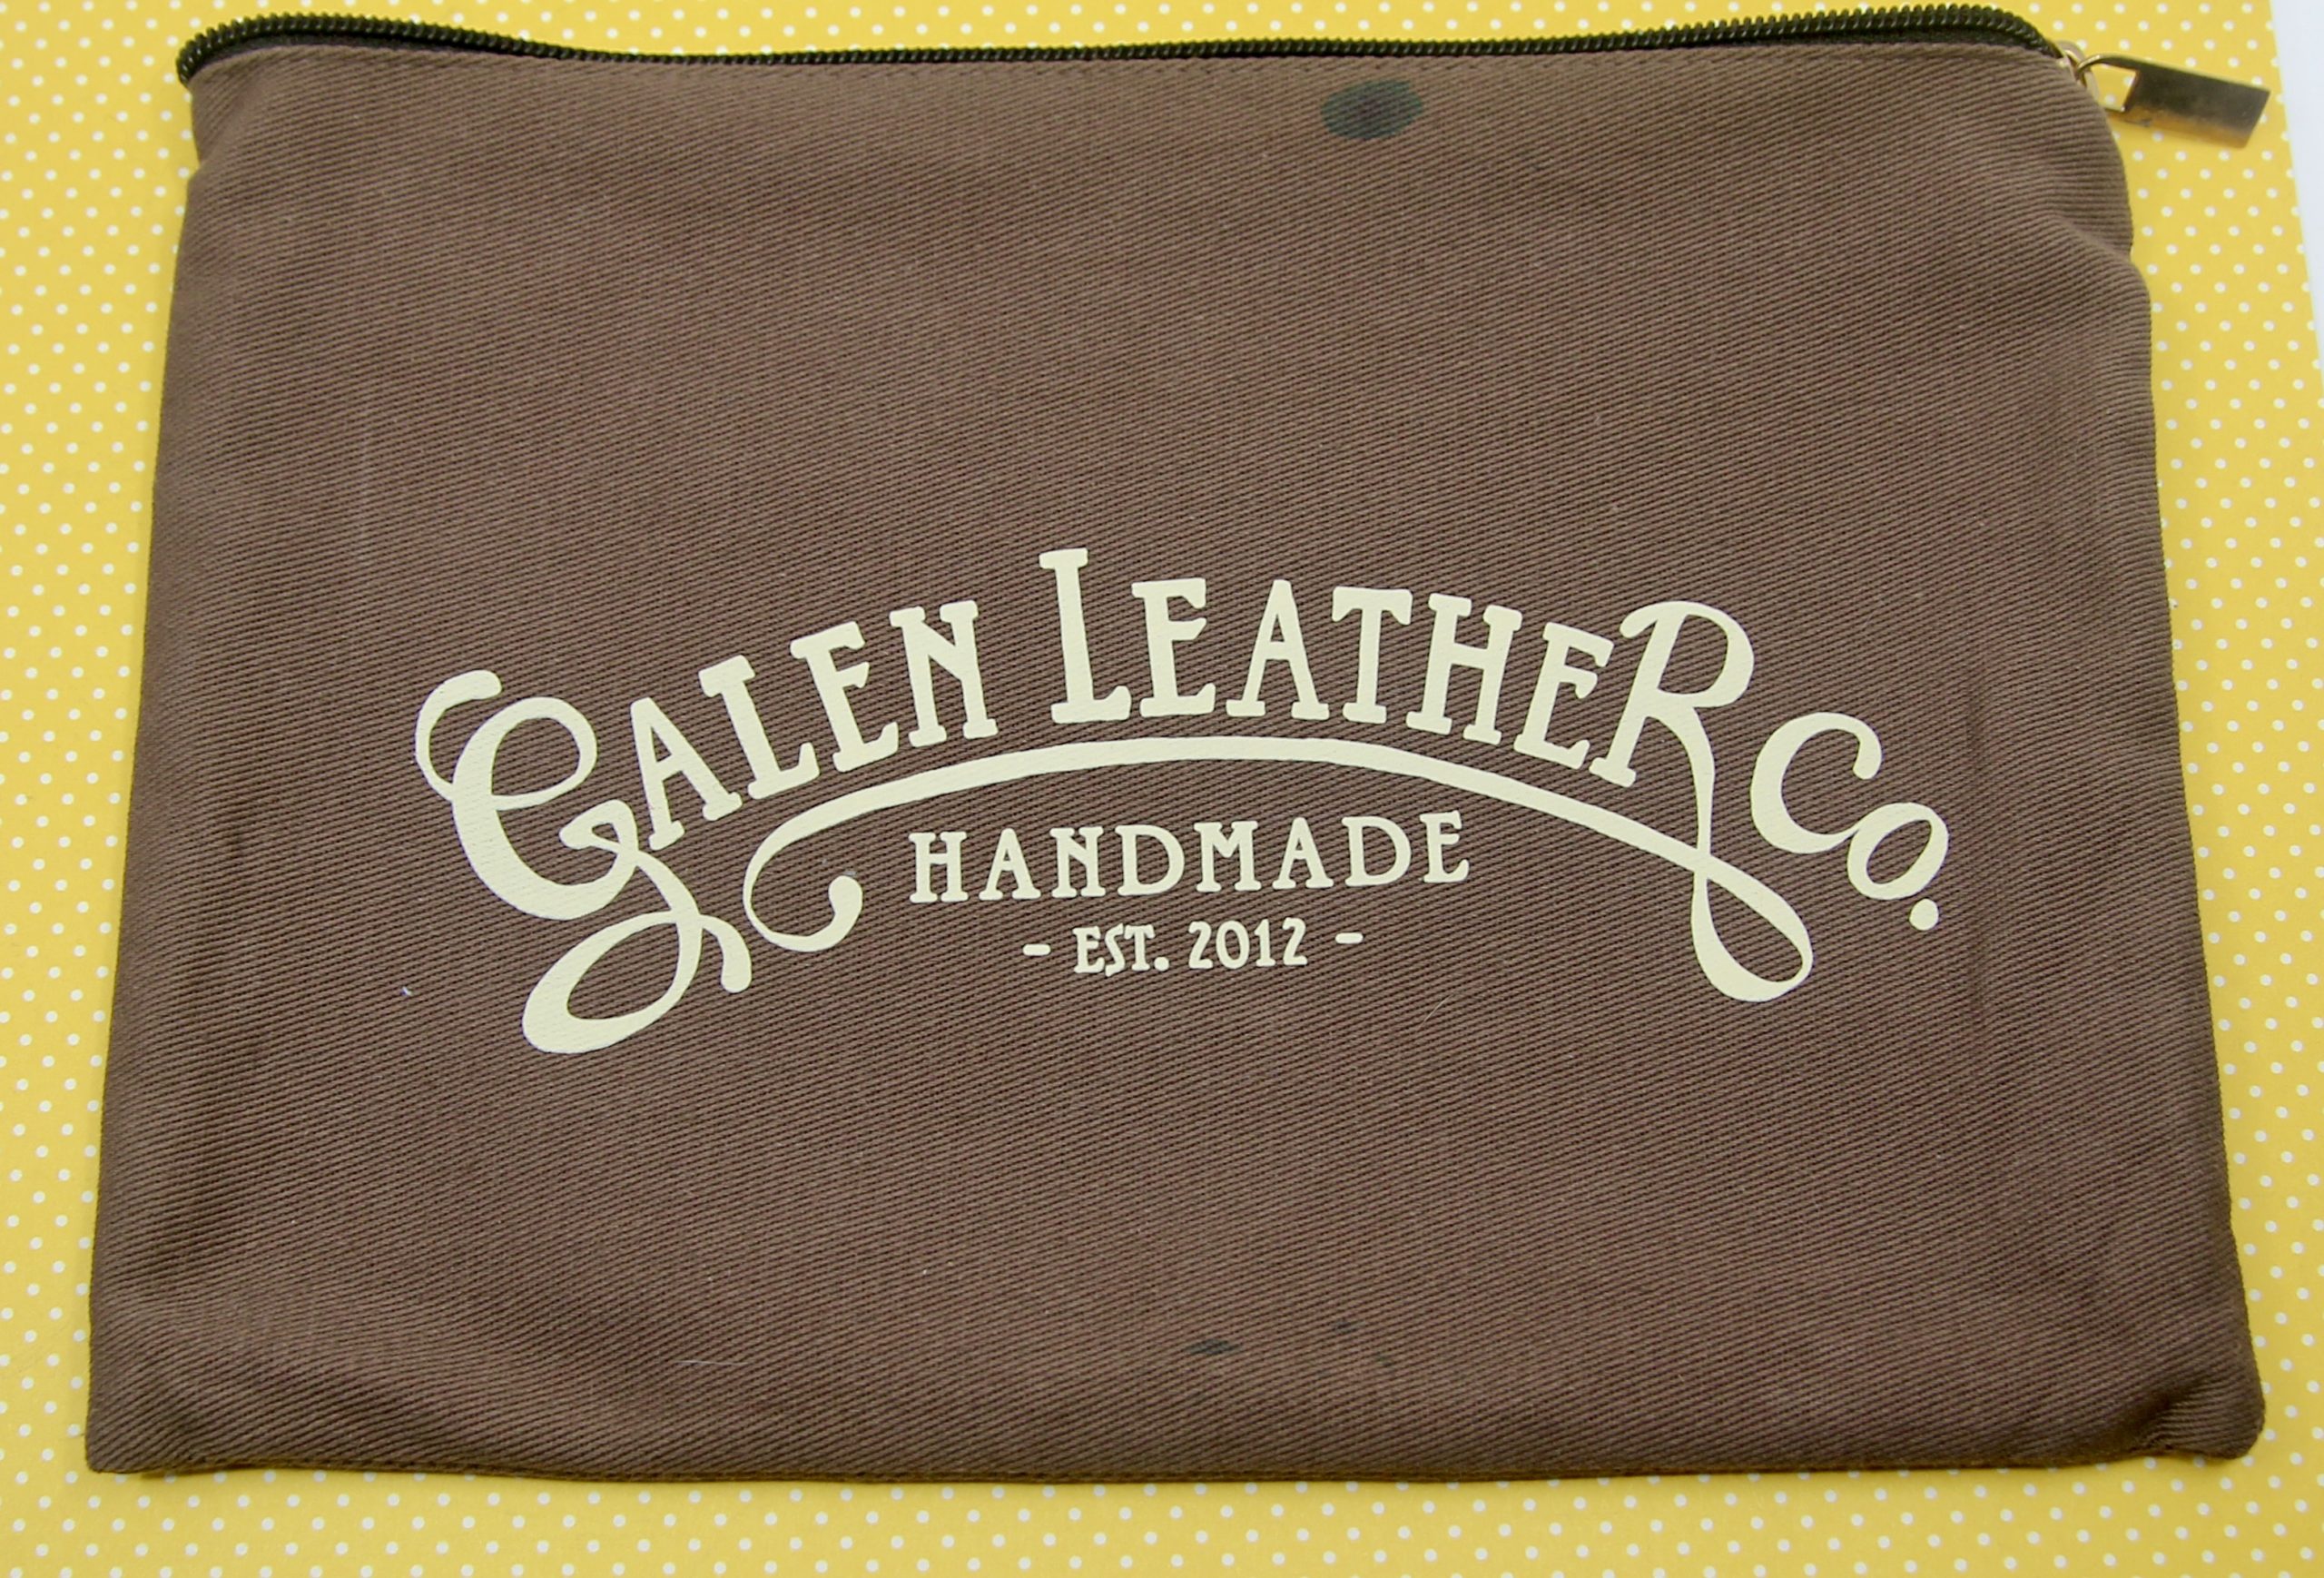 GALEN LEATHER CO.
HANDMADE
- EST. 2012 -